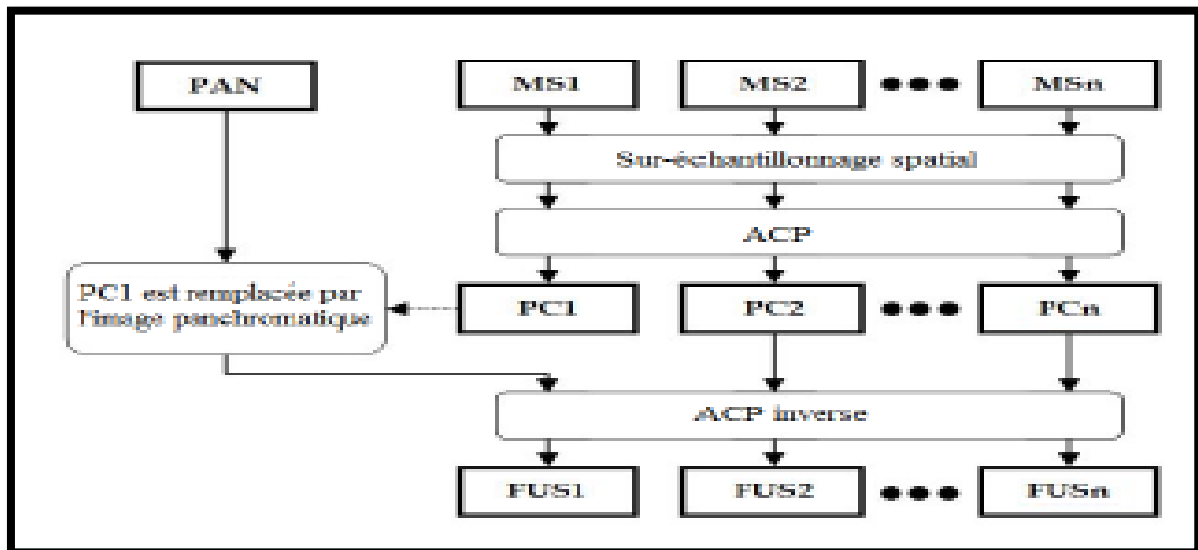 PAN MS1 MS2 ●●● MSn
Sur-échantillonnage spatial
ACP
PC1 est remplacée par
l'image panchromatique
PC1 PC2 ●●● PCn
ACP inverse
FUS1 FUS2 ●●● FUSn